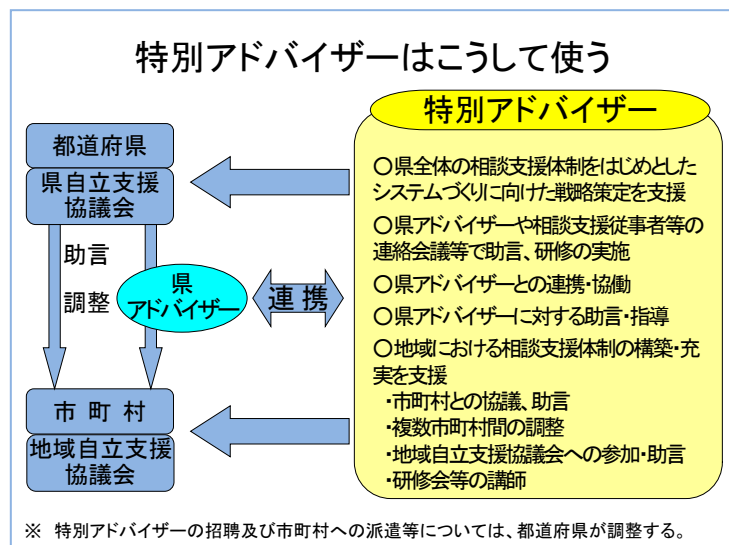 特別アドバイザーはこうして使う
都道府県
県自立支援
協議会
助言
調整
県
アドバイザー
連 携
市 町 村
地域自立支援
協議会
特別アドバイザー
○県全体の相談支援体制をはじめとした
システムづくりに向けた戦略策定を支援
○県アドバイザーや相談支援従事者等の
連絡会議等で助言、研修の実施
○県アドバイザーとの連携・協働
○県アドバイザーに対する助言・指導
○地域における相談支援体制の構築・充
実を支援
・市町村との協議、助言
・複数市町村間の調整
・地域自立支援協議会への参加・助言
・研修会等の講師
※ 特別アドバイザーの招聘及び市町村への派遣等については、都道府県が調整する。